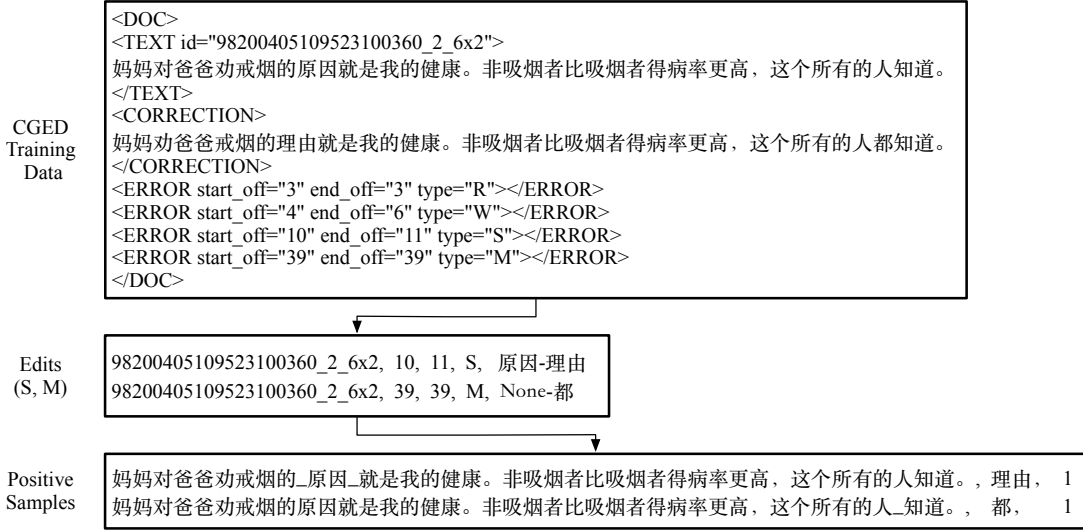 <DOC>
<TEXT id="98200405109523100360_2_6x2">
妈妈对爸爸劝戒烟的原因就是我的健康。非吸烟者比吸烟者得病率更高，这个所有的人知道。
</TEXT>
<CORRECTION>
妈妈劝爸爸戒烟的理由就是我的健康。非吸烟者比吸烟者得病率更高，这个所有的人都知道。
</CORRECTION>
<ERROR start_off="3" end_off="3" type="R"></ERROR>
<ERROR start_off="4" end_off="6" type="W"></ERROR>
<ERROR start_off="10" end_off="11" type="S"></ERROR>
<ERROR start_off="39" end_off="39" type="M"></ERROR>
</DOC>
CGED
Training
Data
Edits
(S, M)
98200405109523100360_2_6x2, 10, 11, S, 原因-理由
98200405109523100360_2_6x2, 39, 39, M, None-都
Positive
Samples
妈妈对爸爸劝戒烟的_原因_就是我的健康。非吸烟者比吸烟者得病率更高，这个所有的人知道。, 理由， 1
妈妈对爸爸劝戒烟的原因就是我的健康。非吸烟者比吸烟者得病率更高，这个所有的人_知道。, 都， 1